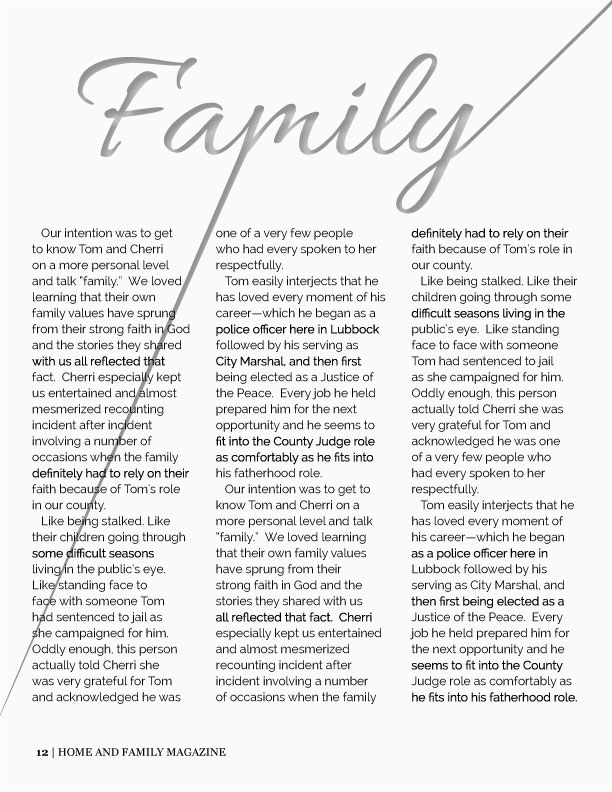 Family
Our intention was to get
to know Tom and Cherri
on a more personal level
and talk "family."  We loved
learning that their own
family values have sprung
from their strong faith in God
and the stories they shared
with us all reflected that
fact.  Cherri especially kept
us entertained and almost
mesmerized recounting
incident after incident
involving a number of
occasions when the family
definitely had to rely on their
faith because of Tom's role
in our county.
Like being stalked. Like
their children going through
some difficult seasons
living in the public's eye.
Like standing face to
face with someone Tom
had sentenced to jail as
she campaigned for him.
Oddly enough, this person
actually told Cherri she
was very grateful for Tom
and acknowledged he was
one of a very few people
who had every spoken to her
respectfully.
Tom easily interjects that he
has loved every moment of his
career—which he began as a
police officer here in Lubbock
followed by his serving as
City Marshal, and then first
being elected as a Justice of
the Peace.  Every job he held
prepared him for the next
opportunity and he seems to
fit into the County Judge role
as comfortably as he fits into
his fatherhood role.
Our intention was to get to
know Tom and Cherri on a
more personal level and talk
"family."  We loved learning
that their own family values
have sprung from their
strong faith in God and the
stories they shared with us
all reflected that fact.  Cherri
especially kept us entertained
and almost mesmerized
recounting incident after
incident involving a number
of occasions when the family
definitely had to rely on their
faith because of Tom's role in
our county.
Like being stalked. Like their
children going through some
difficult seasons living in the
public's eye.  Like standing
face to face with someone
Tom had sentenced to jail
as she campaigned for him.
Oddly enough, this person
actually told Cherri she was
very grateful for Tom and
acknowledged he was one
of a very few people who
had every spoken to her
respectfully.
Tom easily interjects that he
has loved every moment of
his career—which he began
as a police officer here in
Lubbock followed by his
serving as City Marshal, and
then first being elected as a
Justice of the Peace.  Every
job he held prepared him for
the next opportunity and he
seems to fit into the County
Judge role as comfortably as
he fits into his fatherhood role.
12 | HOME AND FAMILY MAGAZINE